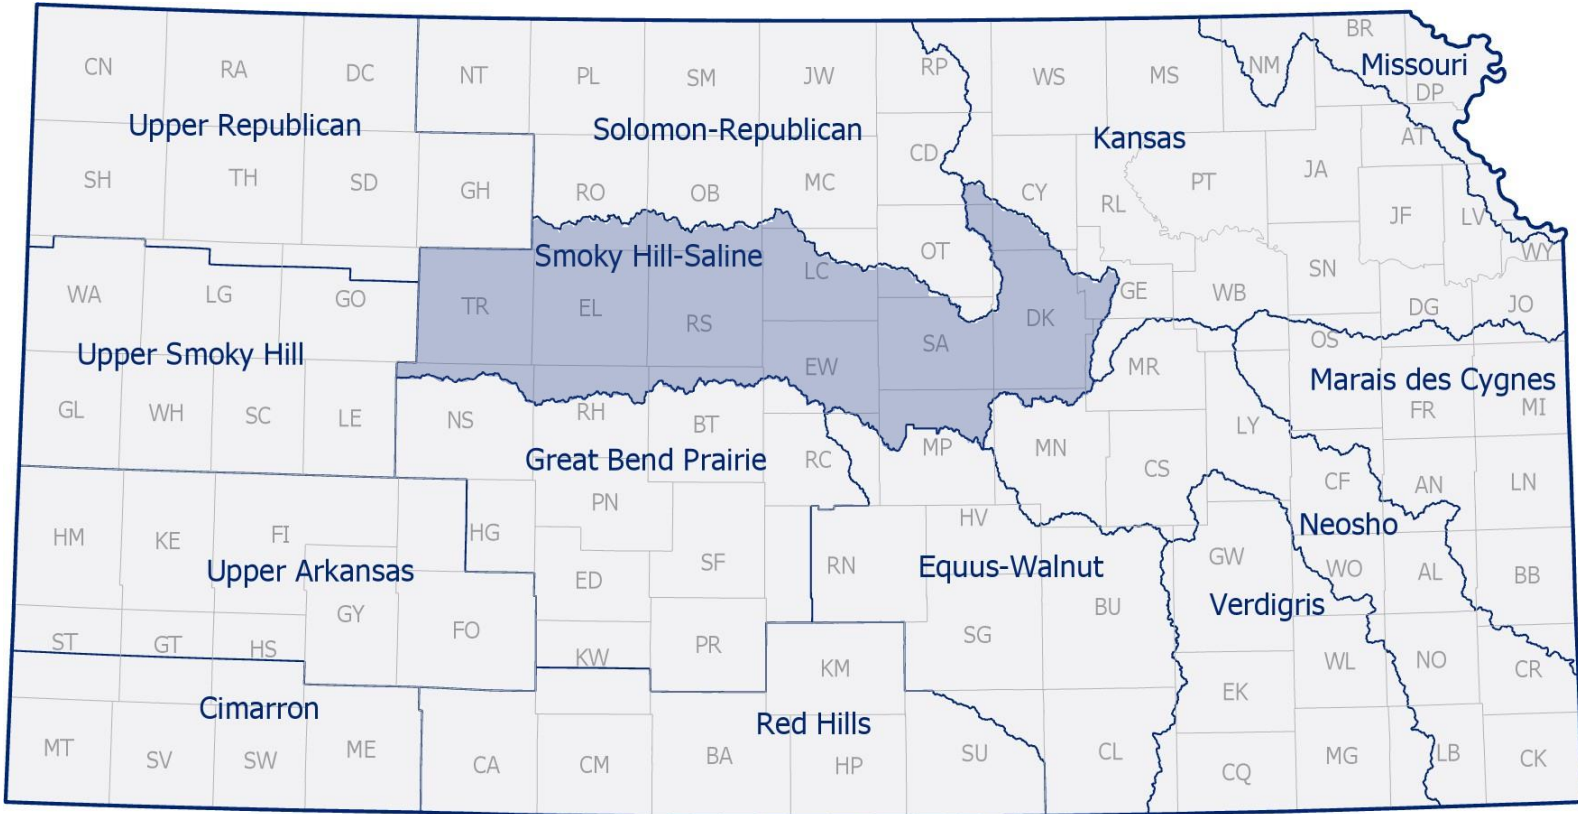 CN RA DC NT PL SM JW RP WS MS NM BR
Missouri
DP
Upper Republican
Solomon-Republican
Kansas
AT
SH TH SD GH RO OB MC CD CY RL PT JA JF LV
WY
Smoky Hill-Saline
WA LG GO TR EL RS LC OT DK GE WB SN DG JO
Upper Smoky Hill
EW SA MR OS
Marais des Cygnes
GL WH SC LE NS RH BT RC MP MN CS LY FR MI
Great Bend Prairie
HM KE FI HG PN SF RN HV CF AN LN
Neosho
Upper Arkansas
Equus-Walnut
ED GW WO AL BB
Verdigris
ST GT HS GY FO KW PR KM SG BU WL NO CR
Cimarron
Red Hills
EK
MT SV SW ME CA CM BA HP SU CL CQ MG LB CK